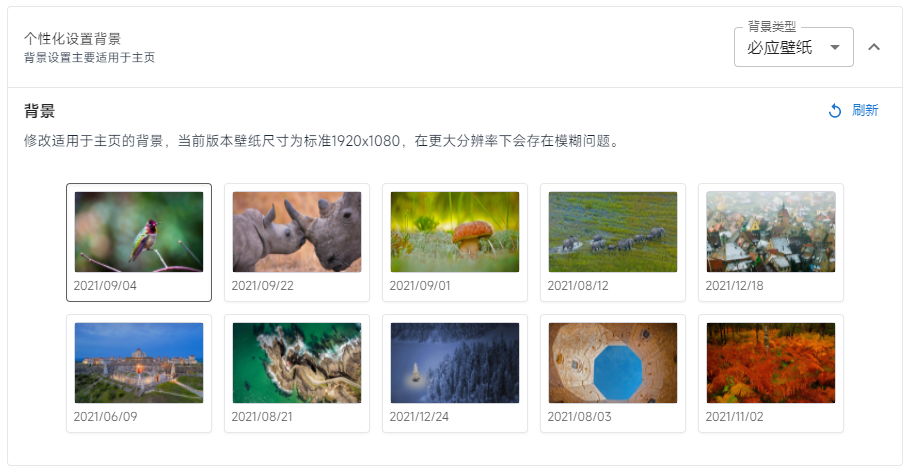 个性化设置背景
背景设置主要适用于主页
背景类型
必应壁纸
背景
刷新
修改适用于主页的背景，当前版本壁纸尺寸为标准1920x1080，在更大分辨率下会存在模糊问题。
2021/09/04
2021/09/22
2021/09/01
2021/08/12
2021/12/18
2021/06/09
2021/08/21
2021/12/24
2021/08/03
2021/11/02